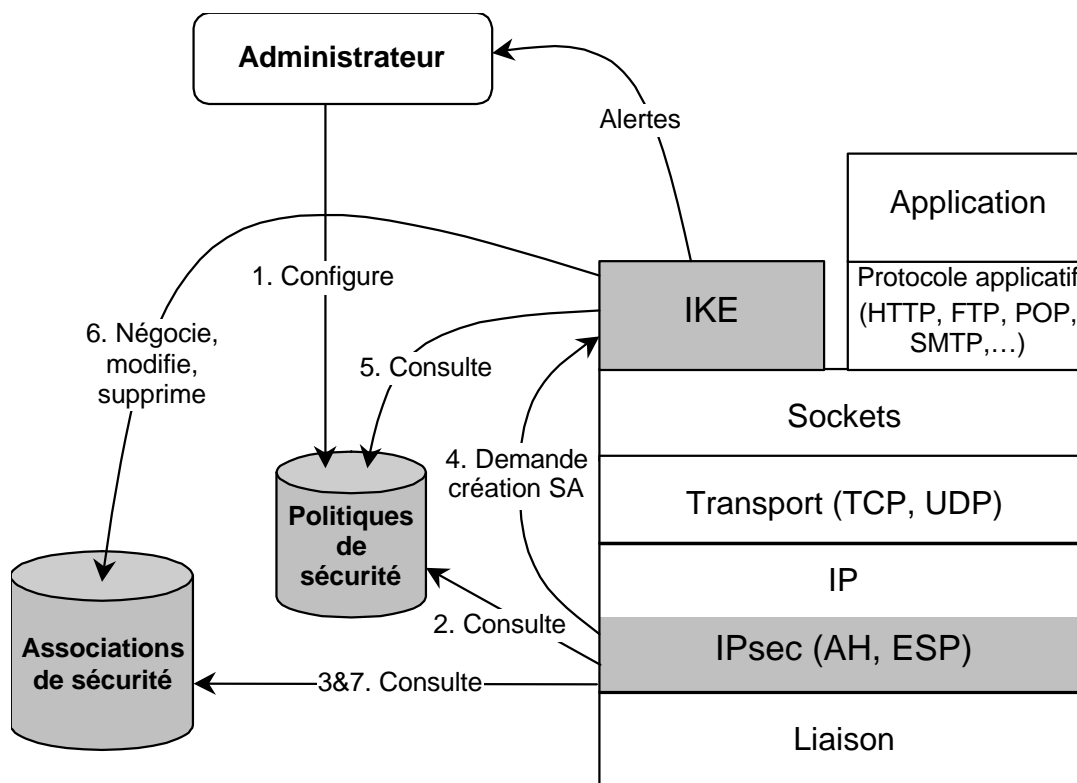 Administrateur
Alertes
Application
1. Configure
IKE
Protocole applicatif
(HTTP, FTP, POP,
SMTP,…)
6. Négocie,
modifie,
supprime
5. Consulte
Sockets
4. Demande
création SA
Transport (TCP, UDP)
Politiques
de
sécurité
IP
2. Consulte
IPsec (AH, ESP)
Associations
de sécurité
3&7. Consulte
Liaison